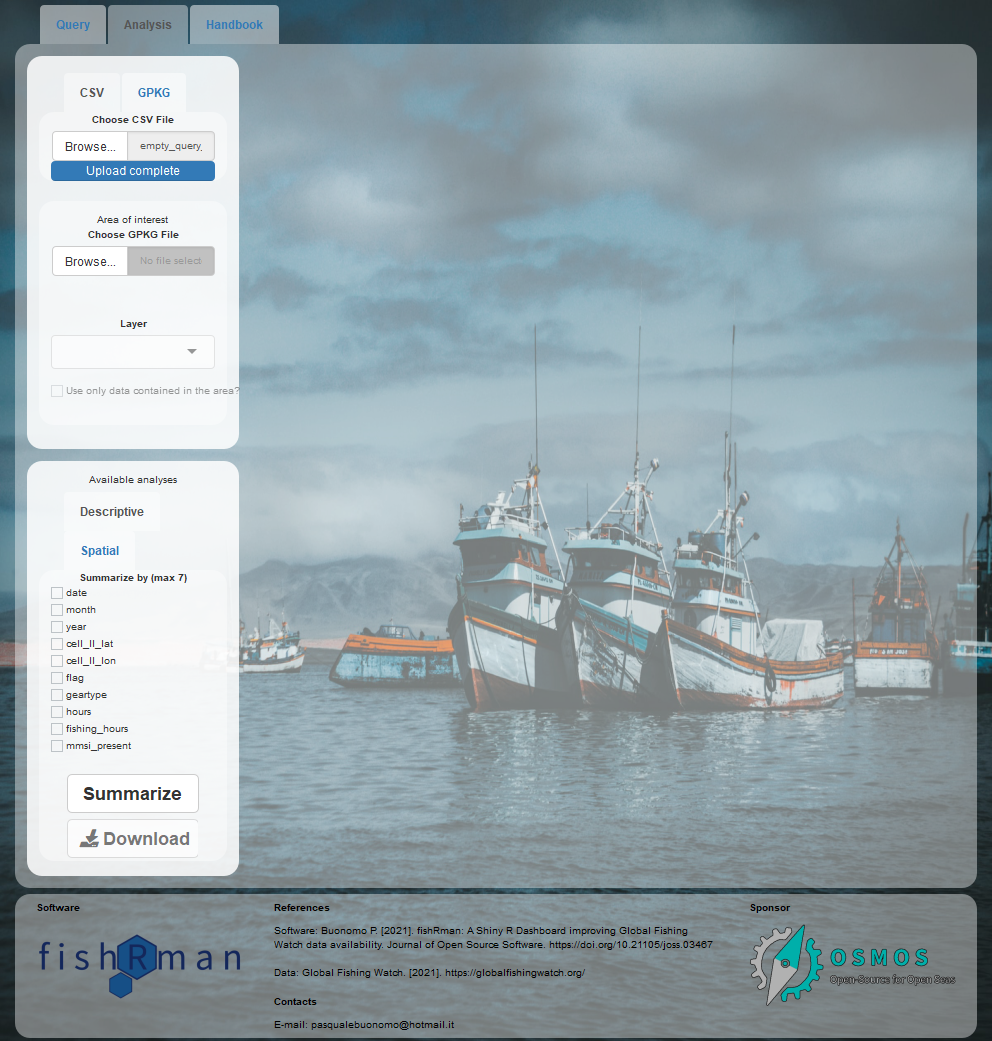 Query
Analysis
Handbook
CSV
GPKG
Choose CSV File
Browse...
empty_query.
Upload complete
Area of interest
Choose GPKG File
Browse...
No file select
Layer
Use only data contained in the area?
Available analyses
Descriptive
Spatial
Summarize by (max 7)
date
month
year
cell_ll_lat
cell_ll_lon
flag
geartype
hours
fishing_hours
mmsi_present
Summarize
Download
Software
fishRman
References
Software: Buonomo P. [2021]. fishRman: A Shiny R Dashboard improving Global Fishing
Watch data availability. Journal of Open Source Software. https://doi.org/10.21105/joss.03467
Data: Global Fishing Watch. [2021]. https://globalfishingwatch.org/
Contacts
E-mail: pasqualebuonomo@hotmail.it
Sponsor
OSMOS
Open-Source for Open Seas